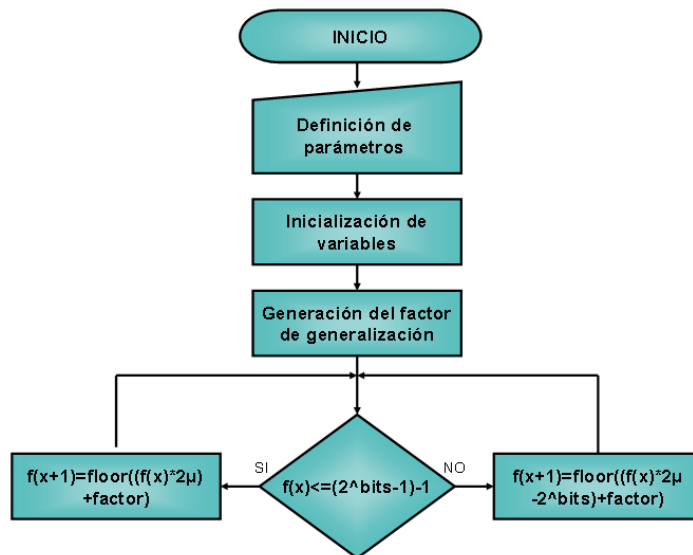 INICIO
Definición de
parámetros
Inicialización de
variables
Generación del factor
de generalización
SI
NO
f(x+1)=floor((f(x)*2µ)
+factor)
f(x)<=(2^bits-1)-1
f(x+1)=floor((f(x)*2µ
-2^bits)+factor)